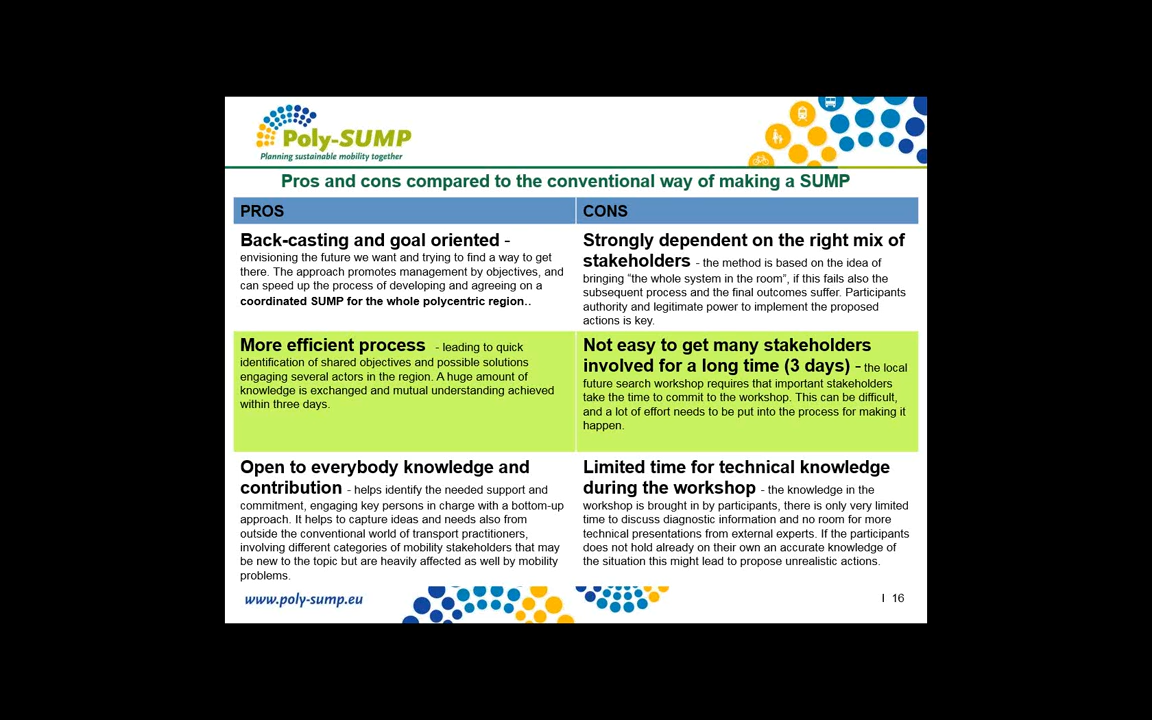 Poly-SUMP
Planning sustainable mobility together
Pros and cons compared to the conventional way of making a SUMP
PROS
Back-casting and goal oriented -
envisioning the future we want and trying to find a way to get
there. The approach promotes management by objectives, and
can speed up the process of developing and agreeing on a
coordinated SUMP for the whole polycentric region..
CONS
Strongly dependent on the right mix of
stakeholders - the method is based on the idea of
bringing "the whole system in the room", if this fails also the
subsequent process and the final outcomes suffer. Participants
authority and legitimate power to implement the proposed
actions is key.
More efficient process - leading to quick
identification of shared objectives and possible solutions
engaging several actors in the region. A huge amount of
knowledge is exchanged and mutual understanding achieved
within three days.
Not easy to get many stakeholders
involved for a long time (3 days) - the local
future search workshop requires that important stakeholders
take the time to commit to the workshop. This can be difficult,
and a lot of effort needs to be put into the process for making it
happen.
Open to everybody knowledge and
contribution - helps identify the needed support and
commitment, engaging key persons in charge with a bottom-up
approach. It helps to capture ideas and needs also from
outside the conventional world of transport practitioners,
involving different categories of mobility stakeholders that may
be new to the topic but are heavily affected as well by mobility
problems.
Limited time for technical knowledge
during the workshop - the knowledge in the
workshop is brought in by participants, there is only very limited
time to discuss diagnostic information and no room for more
technical presentations from external experts. If the participants
does not hold already on their own an accurate knowledge of
the situation this might lead to propose unrealistic actions.
www.poly-sump.eu
I 16